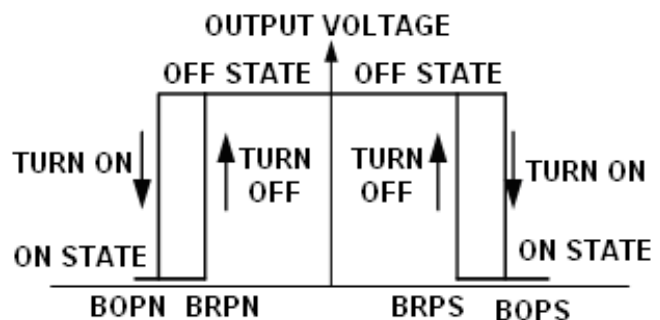 OUTPUT VOLTAGE
OFF STATE OFF STATE
TURN ON TURN OFF TURN OFF TURN ON
ON STATE ON STATE
BOPN BRPN BRPS BOPS